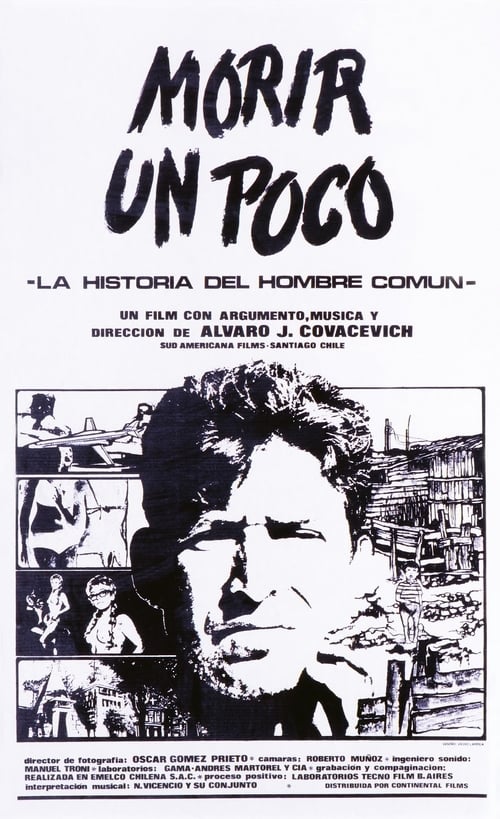 MORIR
UN POCO
-LA HISTORIA DEL HOMBRE COMUN-
UN FILM CON ARGUMENTO, MUSICA Y
DIRECCION DE ALVARO J. COVACEVICH
SUD AMERICANA FILMS · SANTIAGO CHILE
director de fotografia: OSCAR GOMEZ PRIETO * camaras: ROBERTO MUÑOZ * ingeniero sonido:
MANUEL TRONI * laboratorios: GAMA - ANDRES MARTOREL Y CIA * grabación y compaginacion:
REALIZADA EN EMELCO CHILENA S.A.C. * proceso positivo: LABORATORIOS TECNO FILM B. AIRES
interpretación musical: N. VICENCIO Y SU CONJUNTO * DISTRIBUIDA POR CONTINENTAL FILMS